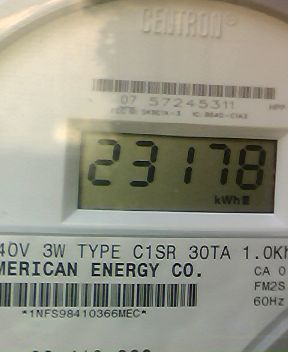 CENTRON®
07 57245311
23178
kWh
40V 3W TYPE C1SR 30TA 1.0Kh
MERICAN ENERGY CO.
CA 0
FM2S
60Hz
*1NFS98410366MEC*